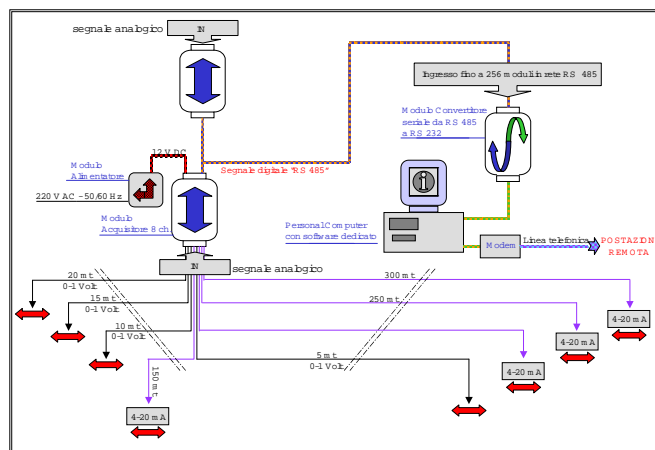 segnale analogico
IN
Ingresso fino a 256 moduli in rete RS 485
Modulo Convertitore
seriale da RS 485
a RS 232
12 V DC
Segnale digitale "RS 485"
Modulo
Alimentatore
220 V AC - 50/60 Hz
Modulo
Acquisitore 8 ch.
Personal Computer
con software dedicato
Modem
Linea telefonica
POSTAZIONE
REMOTA
IN
segnale analogico
20 mt.
0-1 Volt
15 mt.
0-1 Volt
10 mt.
0-1 Volt
5 mt.
0-1 Volt
300 mt.
250 mt.
150 mt.
4-20 mA
4-20 mA
4-20 mA
4-20 mA